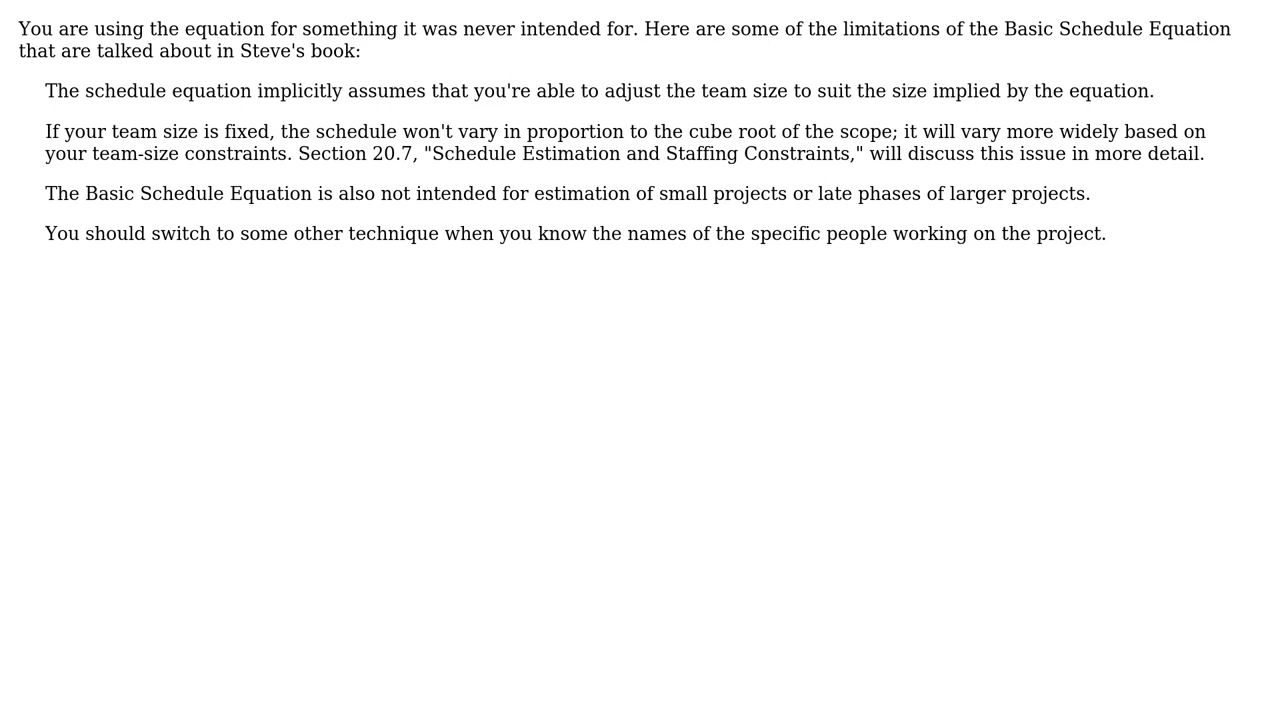 You are using the equation for something it was never intended for. Here are some of the limitations of the Basic Schedule Equation
that are talked about in Steve's book:
The schedule equation implicitly assumes that you're able to adjust the team size to suit the size implied by the equation.
If your team size is fixed, the schedule won't vary in proportion to the cube root of the scope; it will vary more widely based on
your team-size constraints. Section 20.7, "Schedule Estimation and Staffing Constraints," will discuss this issue in more detail.
The Basic Schedule Equation is also not intended for estimation of small projects or late phases of larger projects.
You should switch to some other technique when you know the names of the specific people working on the project.